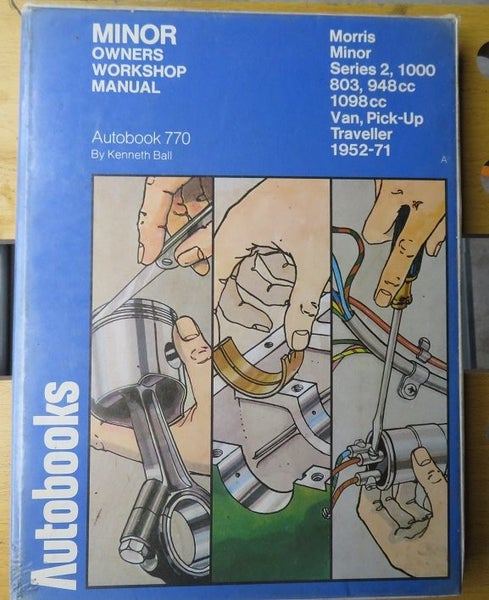 MINOR
OWNERS
WORKSHOP
MANUAL
Autobook 770
By Kenneth Ball
Morris
Minor
Series 2, 1000
803, 948cc
1098cc
Van, Pick-Up
Traveller
1952-71
A
Autobooks